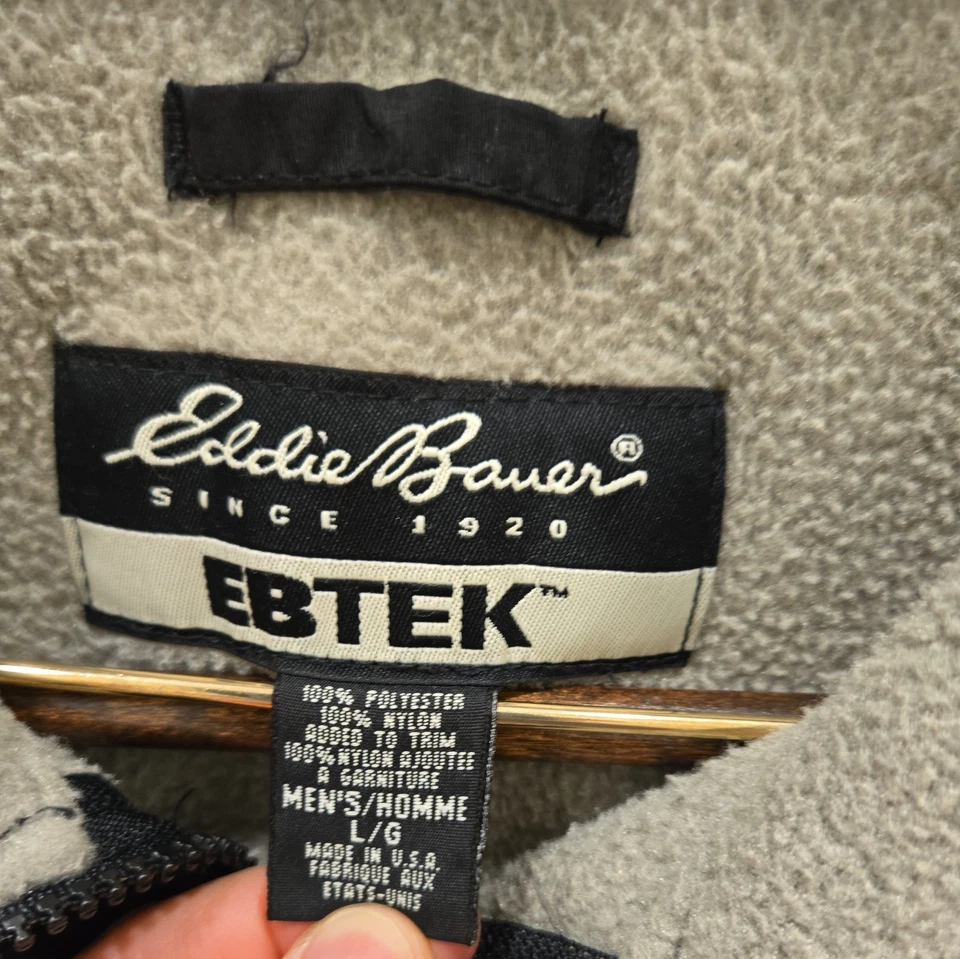 Eddie Bauer®
SINCE 1920
EBTEK™
100% POLYESTER
100% NYLON
ADDED TO TRIM
100% NYLON AJOUTEE
A GARNITURE
MEN'S/HOMME
L/G
MADE IN U.S.A.
FABRIQUE AUX
ETATS-UNIS